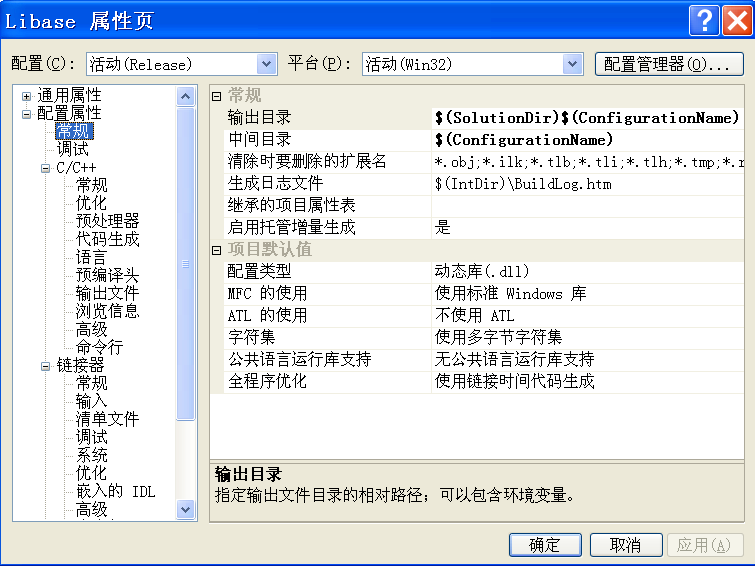 Libase 属性页
配置(C): 活动(Release) 平台(P): 活动(Win32) 配置管理器(O)...
通用属性
配置属性
常规
调试
C/C++
常规
优化
预处理器
代码生成
语言
预编译头
输出文件
浏览信息
高级
命令行
链接器
常规
输入
清单文件
调试
系统
优化
嵌入的 IDL
高级
常规
输出目录 $(SolutionDir)$(ConfigurationName)
中间目录 $(ConfigurationName)
清除时要删除的扩展名 *.obj;*.ilk;*.tlb;*.tli;*.tlh;*.tmp;*.r
生成日志文件 $(IntDir)\BuildLog.htm
继承的项目属性表
启用托管增量生成 是
项目默认值
配置类型 动态库(.dll)
MFC 的使用 使用标准 Windows 库
ATL 的使用 不使用 ATL
字符集 使用多字节字符集
公共语言运行库支持 无公共语言运行库支持
全程序优化 使用链接时间代码生成
输出目录
指定输出文件目录的相对路径；可以包含环境变量。
确定 取消 应用(A)